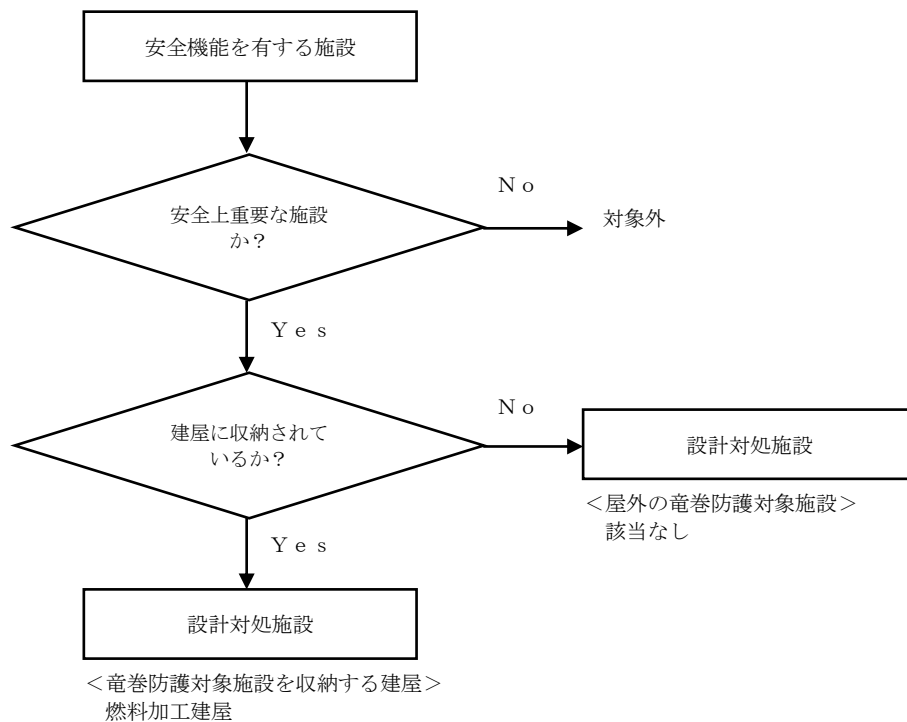 安全機能を有する施設
安全上重要な施設
か？
Ｎｏ
対象外
Ｙｅｓ
建屋に収納されて
いるか？
Ｎｏ
設計対処施設
＜屋外の竜巻防護対象施設＞
該当なし
Ｙｅｓ
設計対処施設
＜竜巻防護対象施設を収納する建屋＞
燃料加工建屋